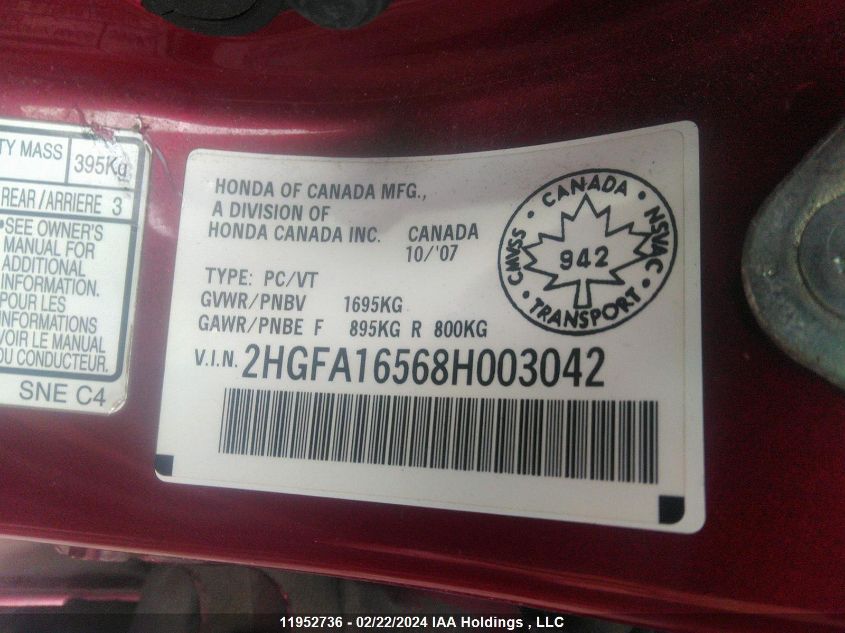 TY MASS 395Kg
REAR/ARRIERE 3
•SEE OWNER'S
MANUAL FOR
ADDITIONAL
INFORMATION.
POUR LES
INFORMATIONS
VOIR LE MANUEL
DU CONDUCTEUR.
SNE C4
HONDA OF CANADA MFG.,
A DIVISION OF
HONDA CANADA INC. CANADA
10/'07
TYPE: PC/VT
GVWR/PNBV 1695KG
GAWR/PNBE F 895KG R 800KG
V.I.N. 2HGFA16568H003042
CANADA
CMVSS • NSVAC
942
TRANSPORT
11952736 - 02/22/2024 IAA Holdings , LLC